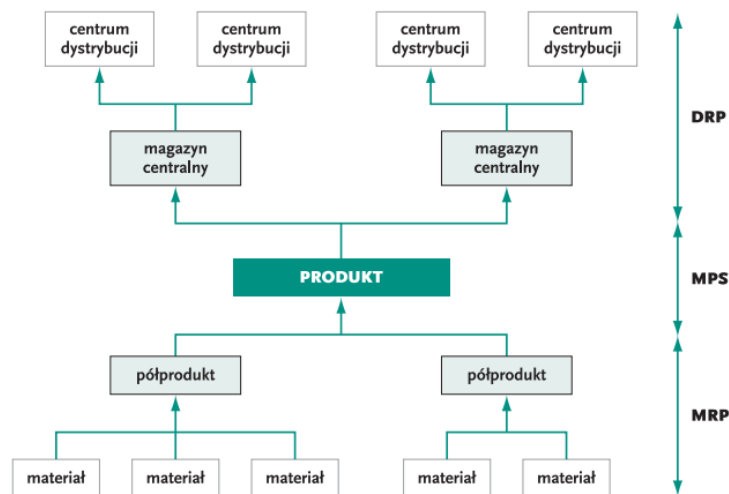 centrum
dystrybucji
centrum
dystrybucji
centrum
dystrybucji
centrum
dystrybucji
DRP
magazyn
centralny
magazyn
centralny
PRODUKT
MPS
półprodukt
półprodukt
MRP
materiał
materiał
materiał
materiał
materiał